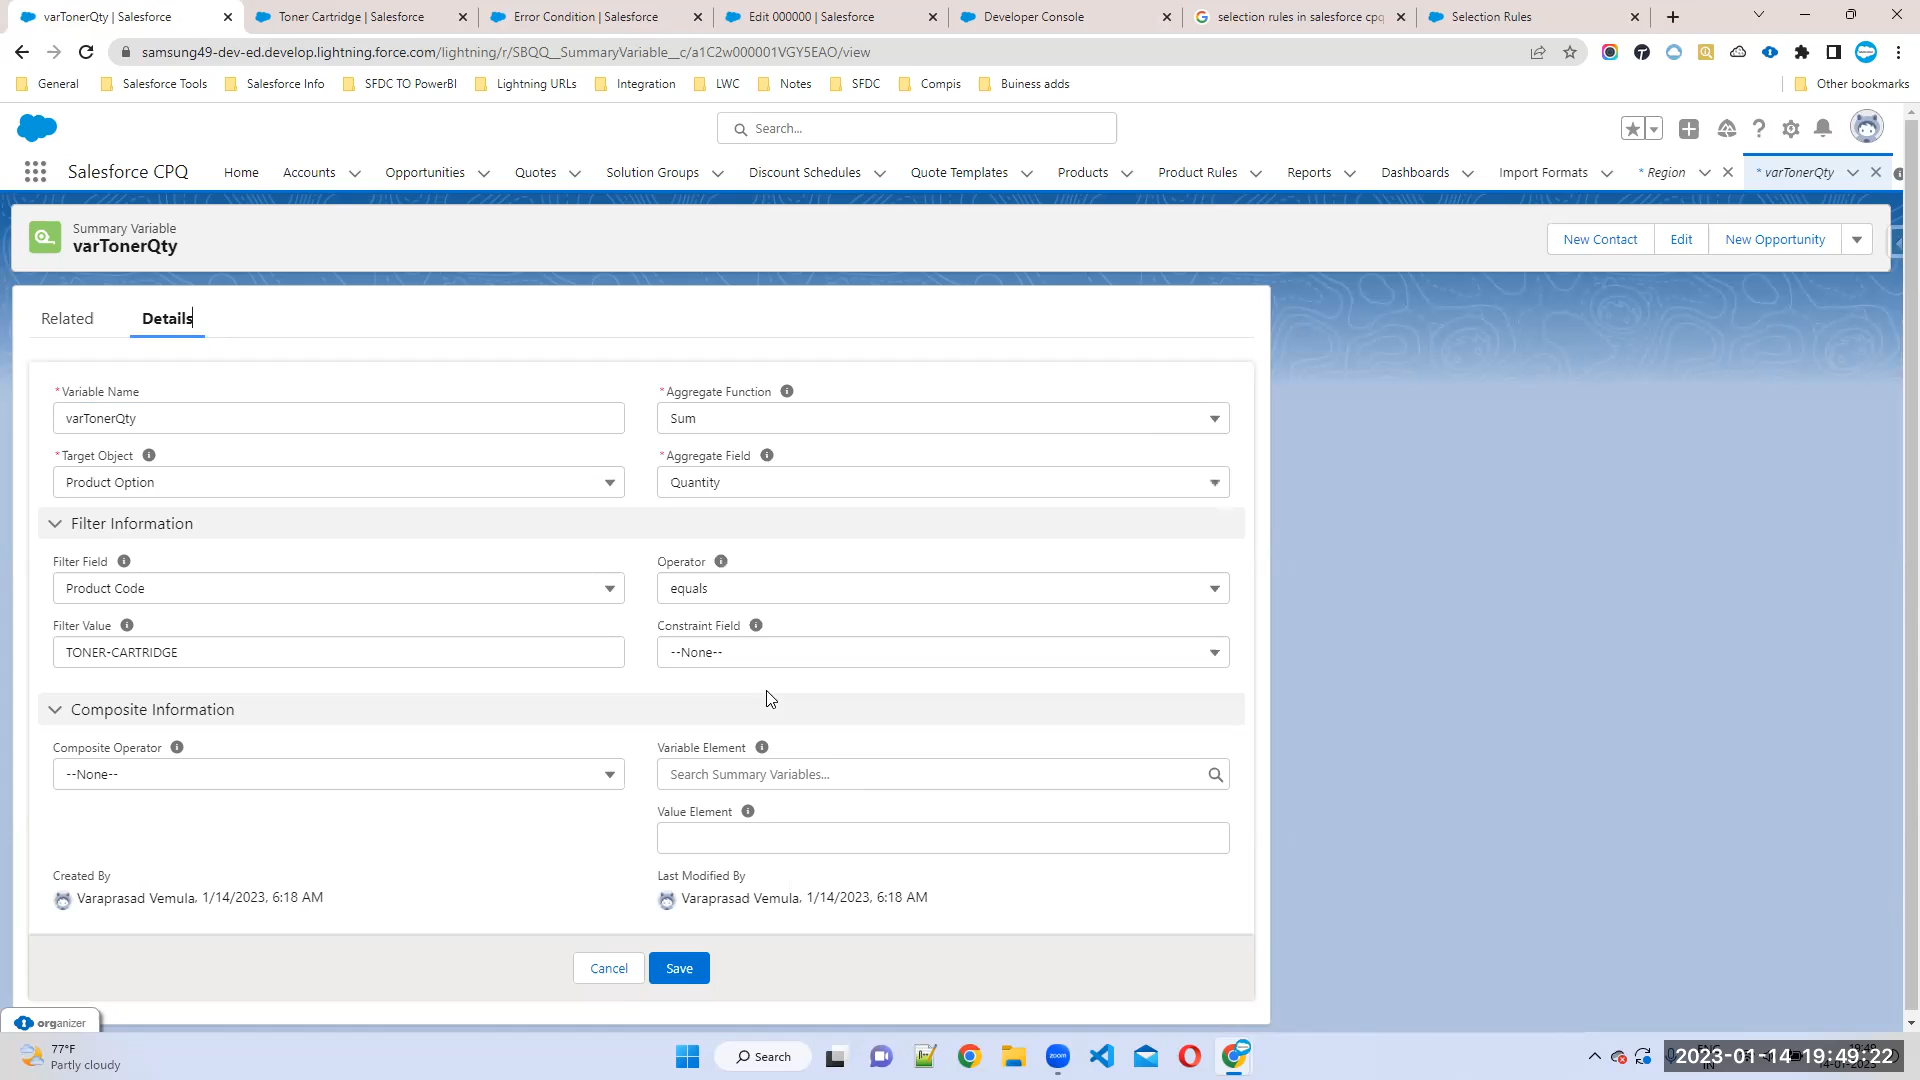 varTonerQty | Salesforce
Toner Cartridge | Salesforce
Error Condition | Salesforce
Edit 000000 | Salesforce
Developer Console
selection rules in salesforce cpq
Selection Rules
samsung49-dev-ed.develop.lightning.force.com/lightning/r/SBQQ__SummaryVariable__c/a1C2w000001VGY5EAO/view
General
Salesforce Tools
Salesforce Info
SFDC TO PowerBI
Lightning URLs
Integration
LWC
Notes
SFDC
Compis
Buiness adds
Other bookmarks
Search...
Salesforce CPQ
Home
Accounts
Opportunities
Quotes
Solution Groups
Discount Schedules
Quote Templates
Products
Product Rules
Reports
Dashboards
Import Formats
* Region
* varTonerQty
Summary Variable
varTonerQty
New Contact
Edit
New Opportunity
Related
Details
*Variable Name
varTonerQty
*Aggregate Function
Sum
*Target Object
Product Option
*Aggregate Field
Quantity
Filter Information
Filter Field
Product Code
Operator
equals
Filter Value
TONER-CARTRIDGE
Constraint Field
--None--
Composite Information
Composite Operator
--None--
Variable Element
Search Summary Variables...
Value Element
Created By
Varaprasad Vemula, 1/14/2023, 6:18 AM
Last Modified By
Varaprasad Vemula, 1/14/2023, 6:18 AM
Cancel
Save
organizer
77°F
Partly cloudy
Search
zoom
2023-01-14-19:49:22